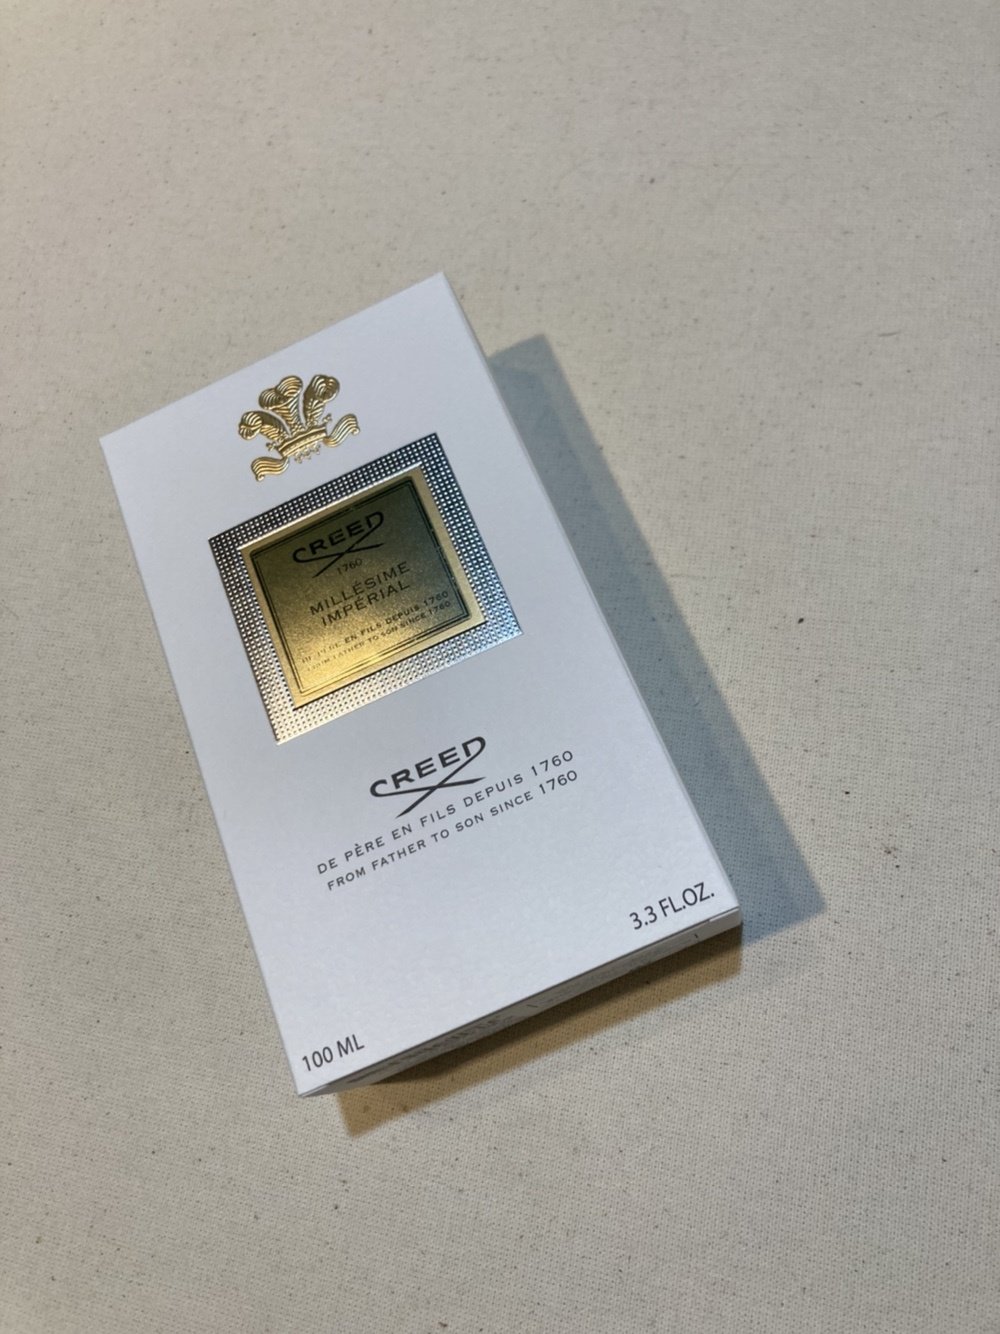 CREED
1760
MILLÉSIME
IMPÉRIAL
DE PÈRE EN FILS DEPUIS 1760
FROM FATHER TO SON SINCE 1760
CREED
DE PÈRE EN FILS DEPUIS 1760
FROM FATHER TO SON SINCE 1760
3.3 FL.OZ.
100 ML